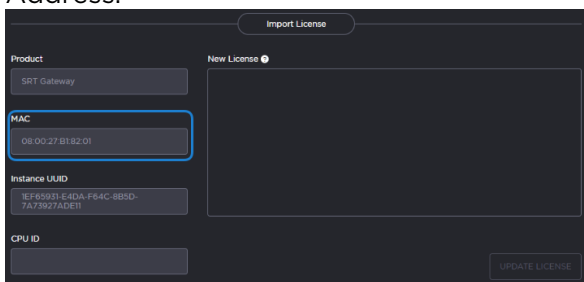 Address.
Import License
Product
New License ?
SRT Gateway
MAC
08:00:27:B1:82:01
Instance UUID
1EF65931-E4DA-F64C-8B5D-
7A73927ADE11
CPU ID
UPDATE LICENSE